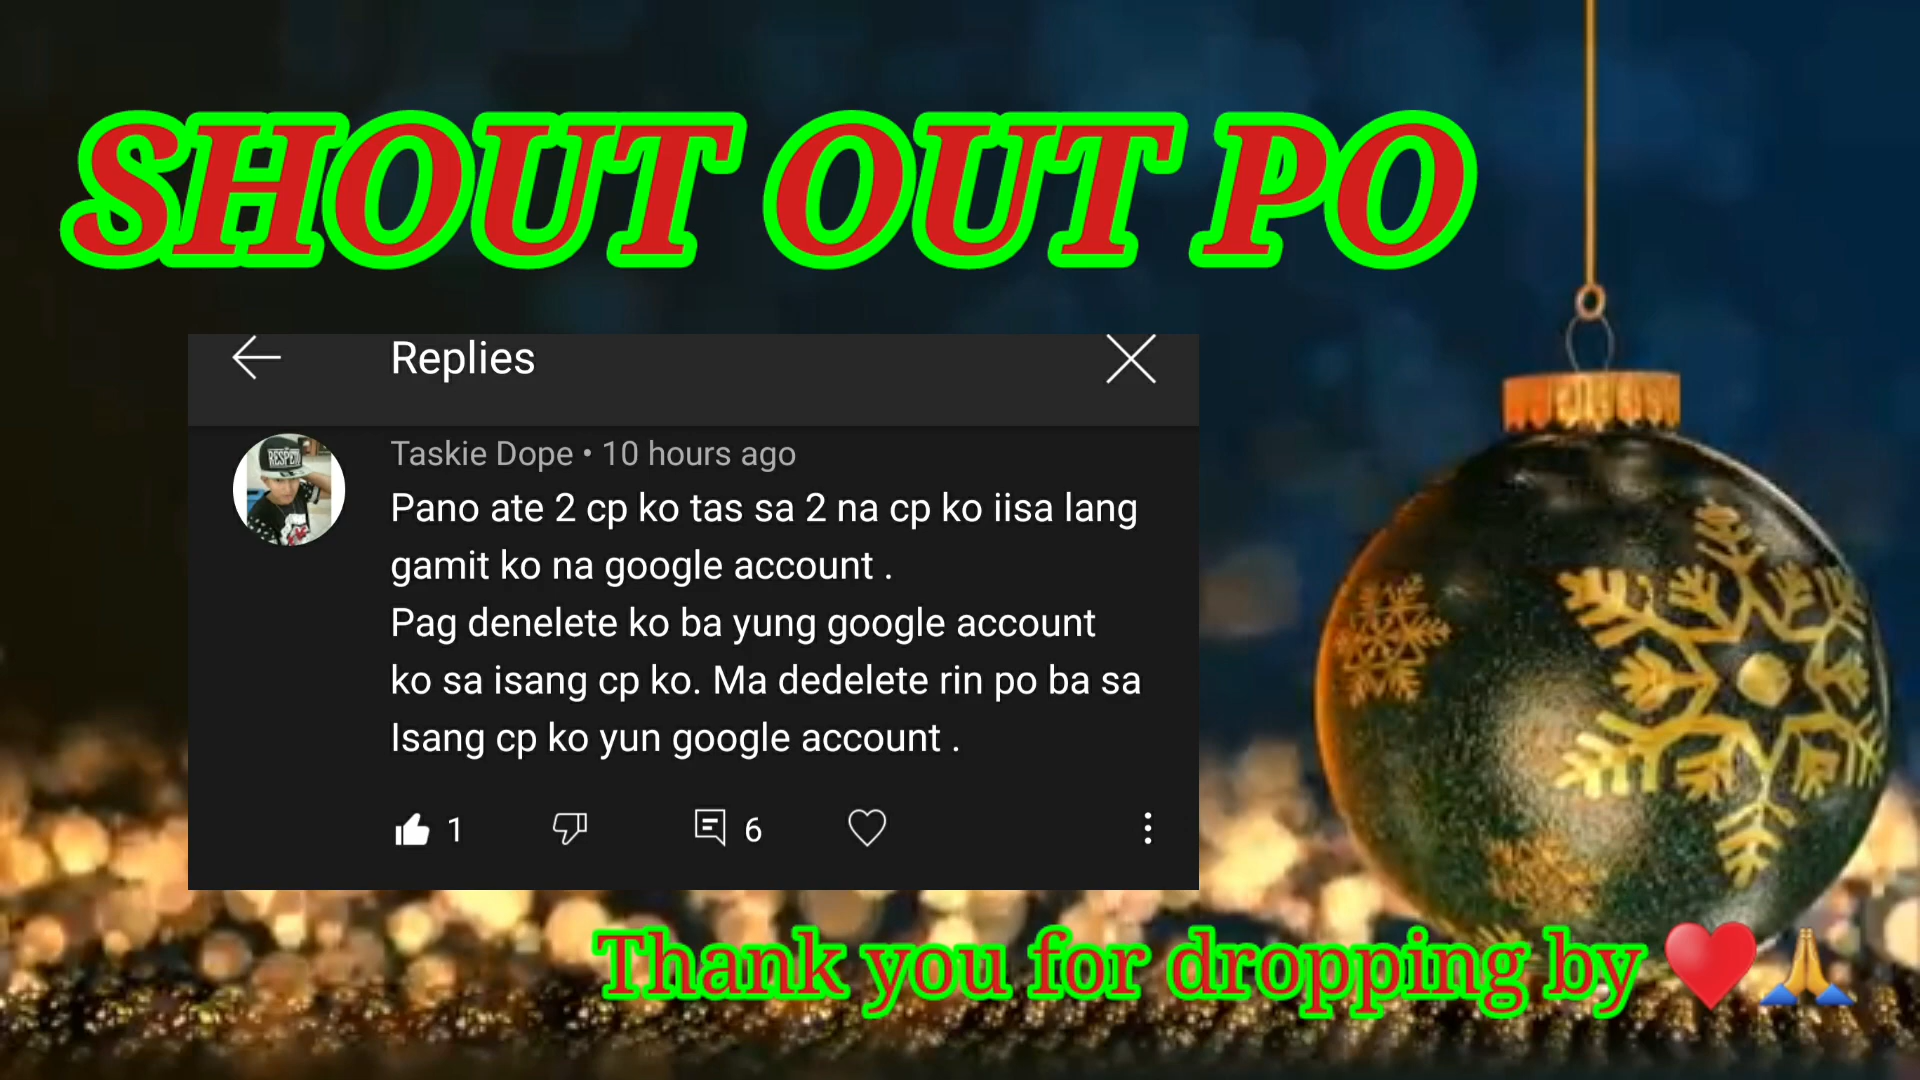 SHOUT OUT PO
Replies
RESPECT
Taskie Dope • 10 hours ago
Pano ate 2 cp ko tas sa 2 na cp ko iisa lang
gamit ko na google account .
Pag denelete ko ba yung google account
ko sa isang cp ko. Ma dedelete rin po ba sa
Isang cp ko yun google account .
1
6
Thank you for dropping by ❤️🙏